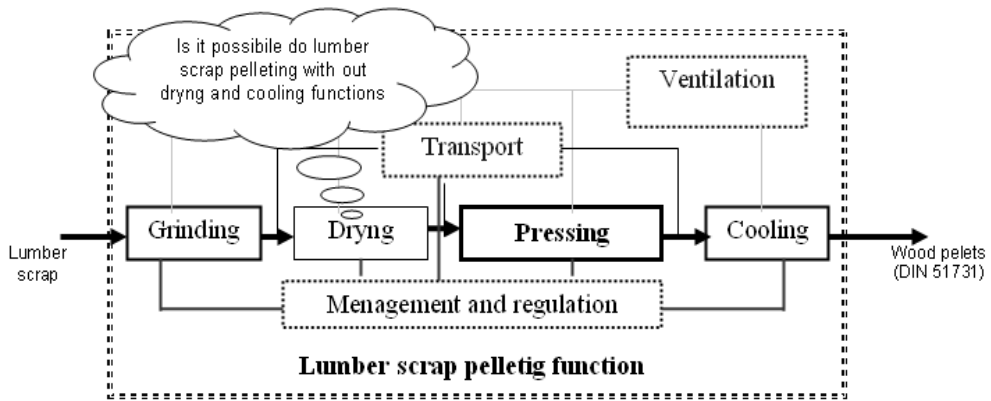 Is it possibile do lumber
scrap pelleting with out
dryng and cooling functions
Ventilation
Transport
Grinding
Dryng
Pressing
Cooling
Lumber
scrap
Wood pelets
(DIN 51731)
Menagement and regulation
Lumber scrap pelletig function